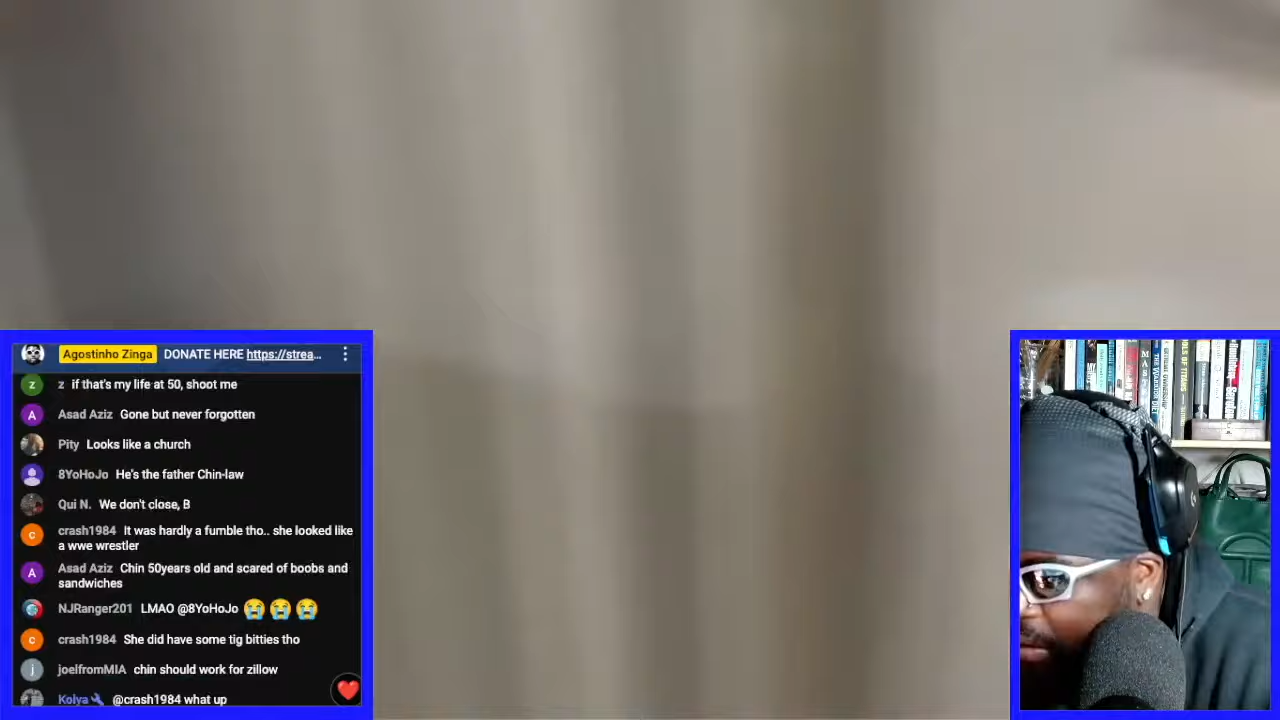 Agostinho Zinga DONATE HERE https://strea...
z z if that's my life at 50, shoot me
A Asad Aziz Gone but never forgotten
Pity Looks like a church
8YoHoJo He's the father Chin-law
Qui N. We don't close, B
c crash1984 It was hardly a fumble tho.. she looked like
a wwe wrestler
A Asad Aziz Chin 50years old and scared of boobs and
sandwiches
NJRanger201 LMAO @8YoHoJo 😭😭😭
c crash1984 She did have some tig bitties tho
j joelfromMIA chin should work for zillow
Kolya🔧 @crash1984 what up